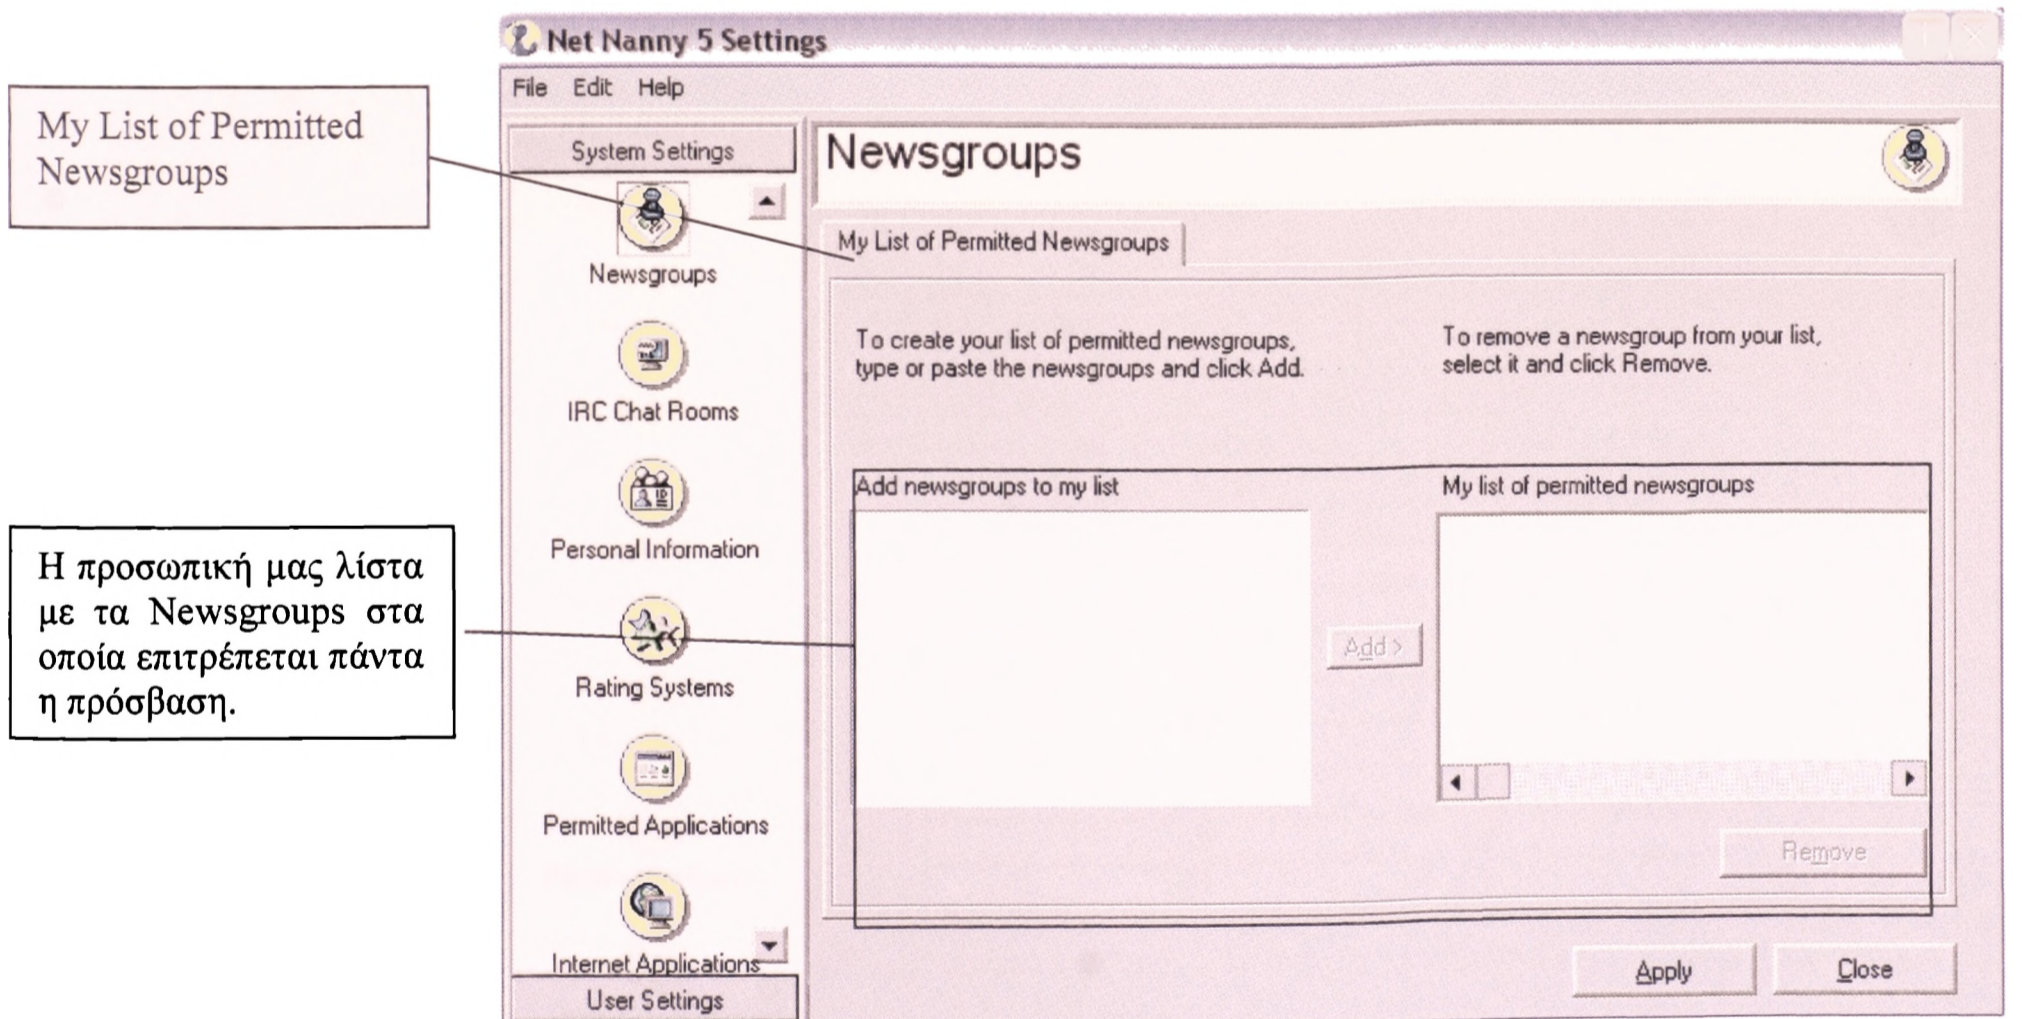 Net Nanny 5 Settings
File Edit Help
My List of Permitted
Newsgroups
System Settings
Newsgroups
IRC Chat Rooms
Personal Information
Rating Systems
Permitted Applications
Internet Applications
User Settings
Newsgroups
My List of Permitted Newsgroups
To create your list of permitted newsgroups,
type or paste the newsgroups and click Add.
To remove a newsgroup from your list,
select it and click Remove.
Add newsgroups to my list
My list of permitted newsgroups
Add >
Remove
Apply
Close
Η προσωπική μας λίστα
με τα Newsgroups στα
οποία επιτρέπεται πάντα
η πρόσβαση.